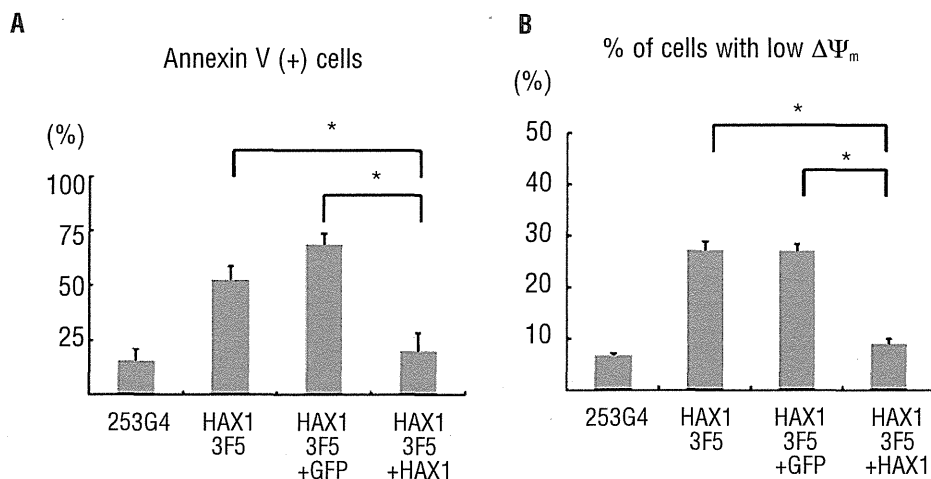 A
Annexin V (+) cells
(%)
*
*
100
75
50
25
253G4
HAX1
3F5
HAX1
3F5
+GFP
HAX1
3F5
+HAX1
B
% of cells with low ΔΨm
(%)
*
*
50
40
30
20
10
253G4
HAX1
3F5
HAX1
3F5
+GFP
HAX1
3F5
+HAX1